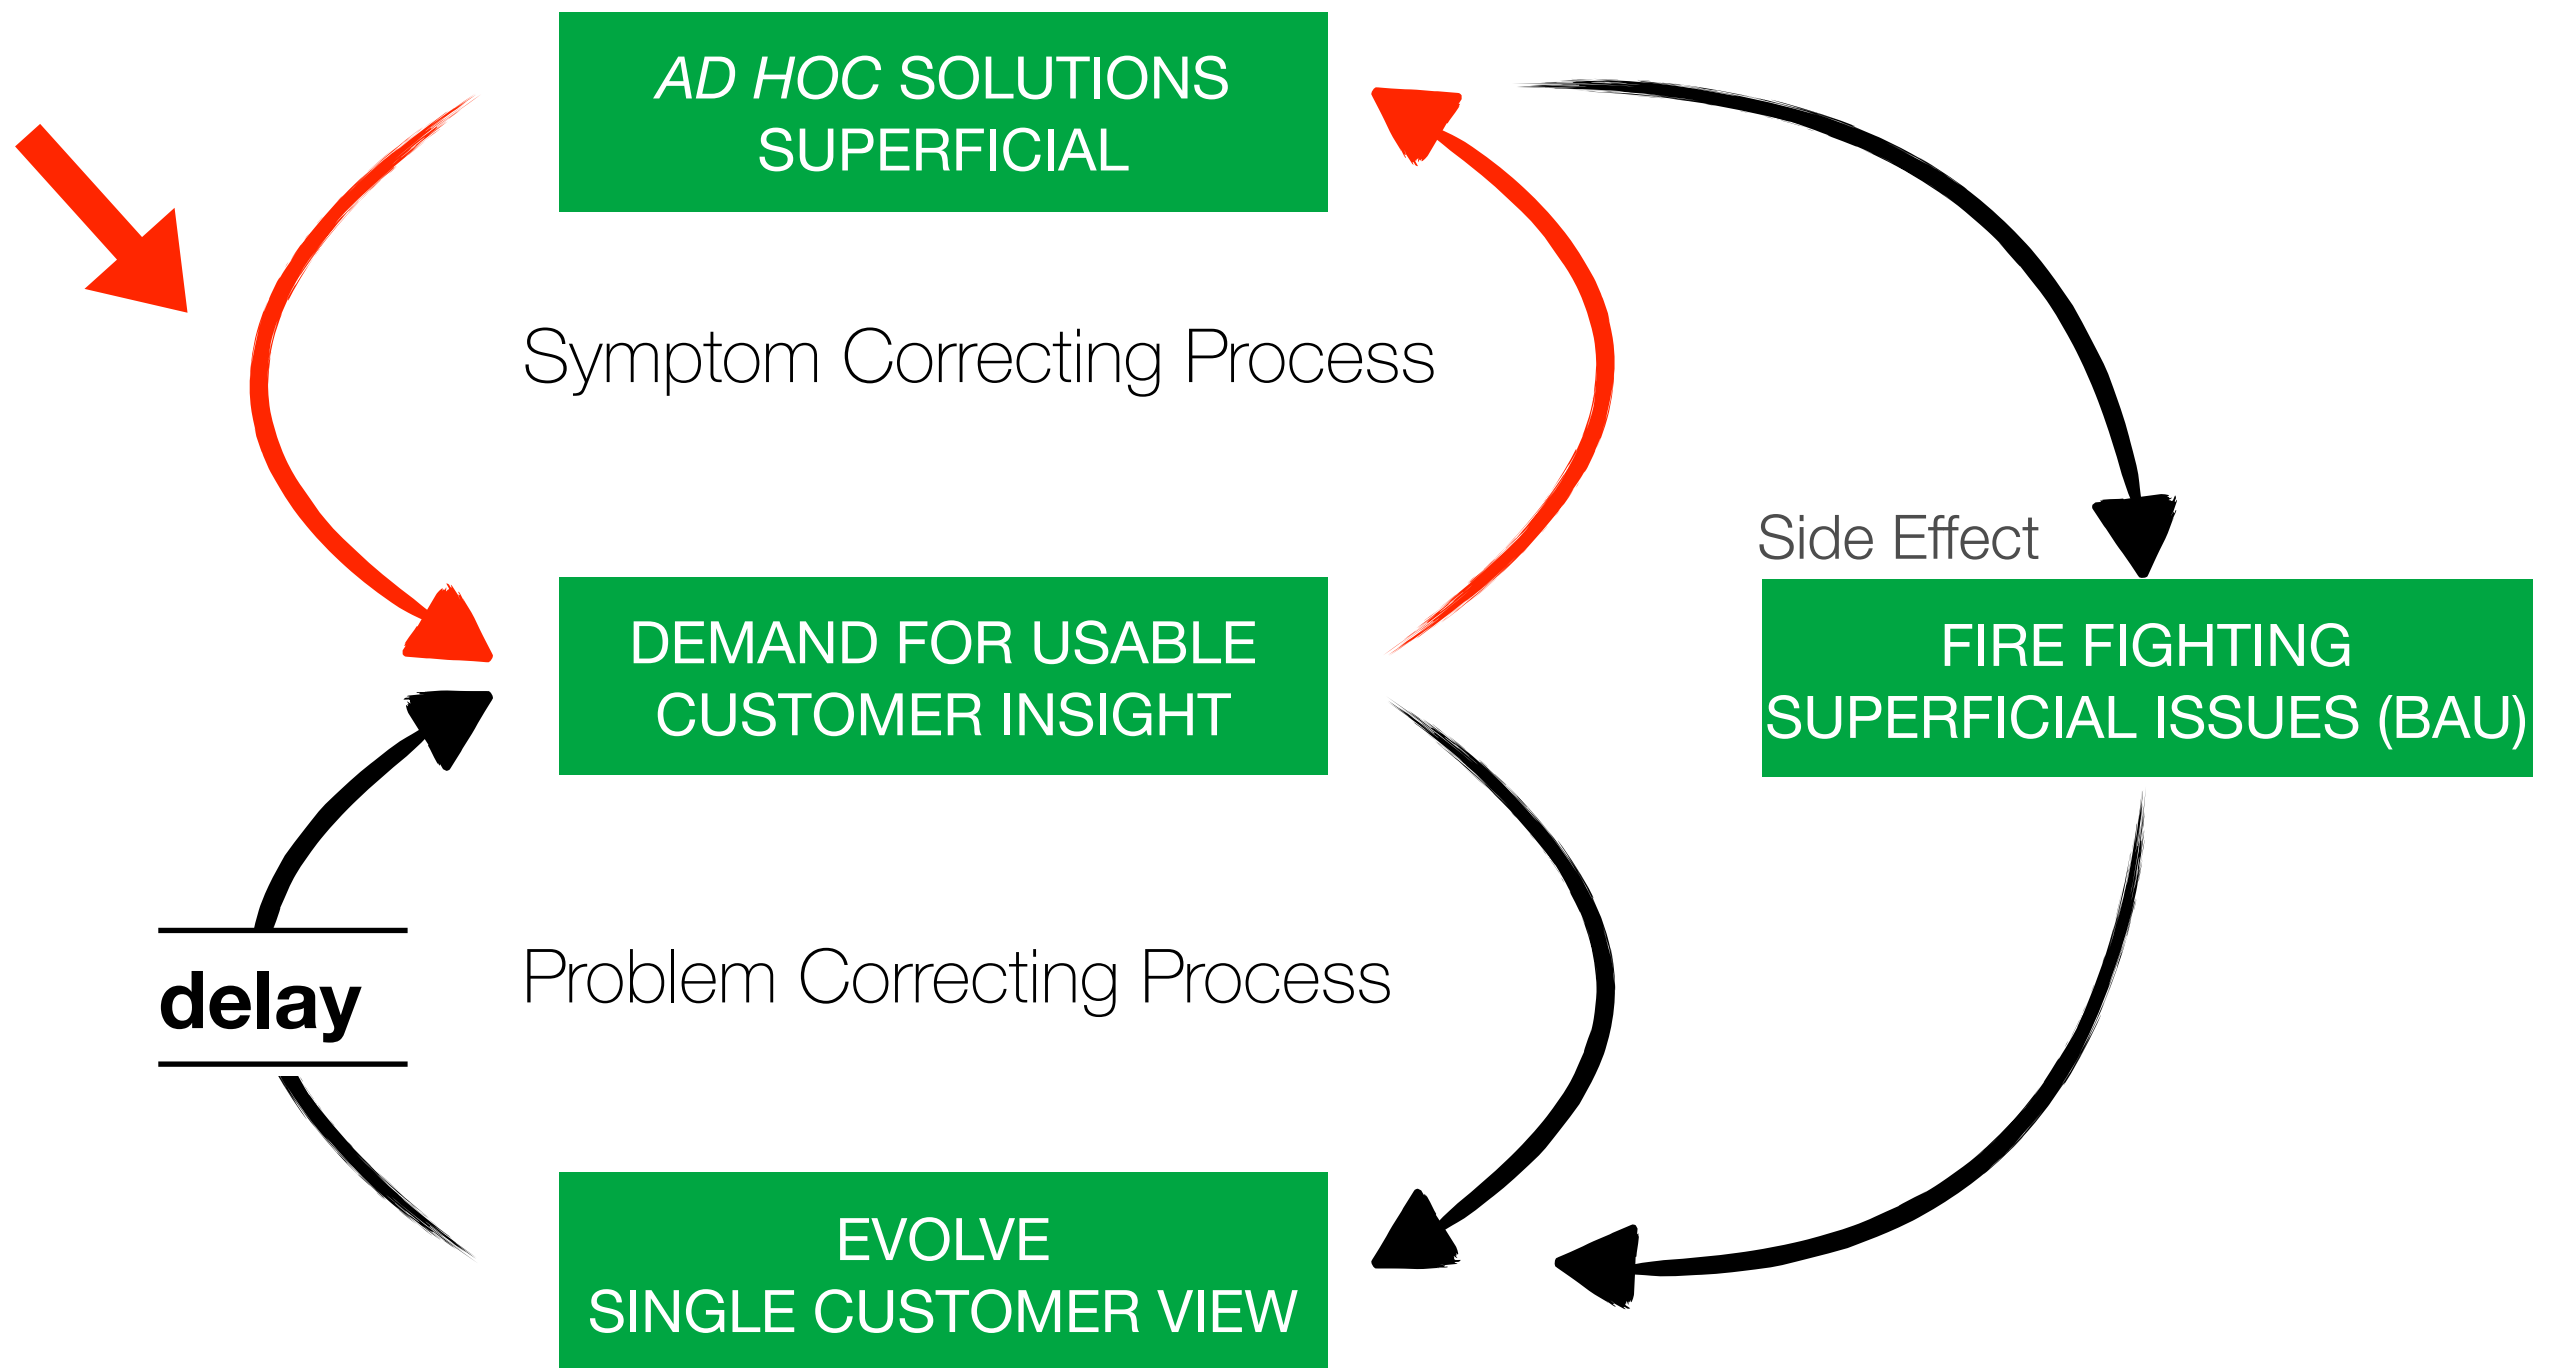 AD HOC SOLUTIONS
SUPERFICIAL
Symptom Correcting Process
Side Effect
DEMAND FOR USABLE
CUSTOMER INSIGHT
FIRE FIGHTING
SUPERFICIAL ISSUES (BAU)
delay
Problem Correcting Process
EVOLVE
SINGLE CUSTOMER VIEW